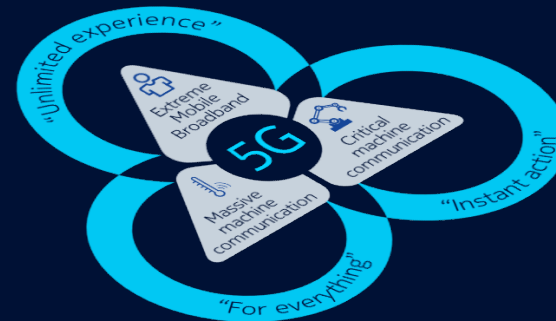 “Unlimited experience”
Extreme
Mobile
Broadband
5G
Critical
machine
communication
“Instant action”
Massive
machine
communication
“For everything”